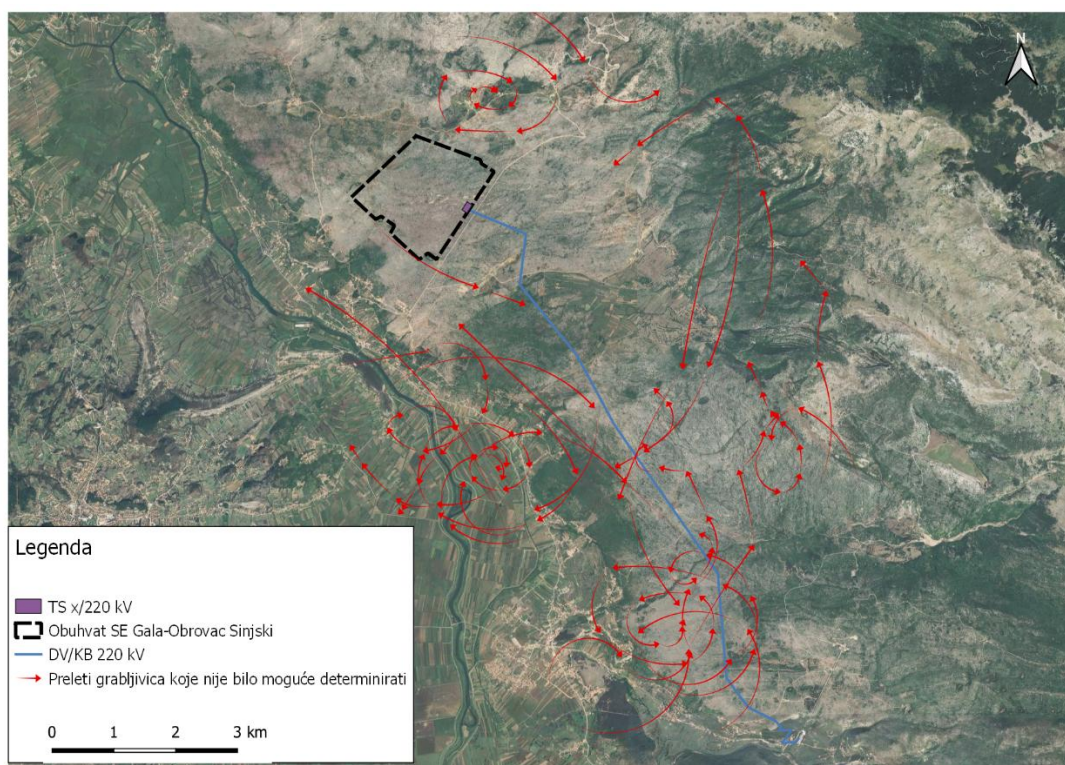 N
Legenda
TS x/220 kV
Obuhvat SE Gala-Obrovac Sinjski
DV/KB 220 kV
Preleti grabljivica koje nije bilo moguće determinirati
0 1 2 3 km